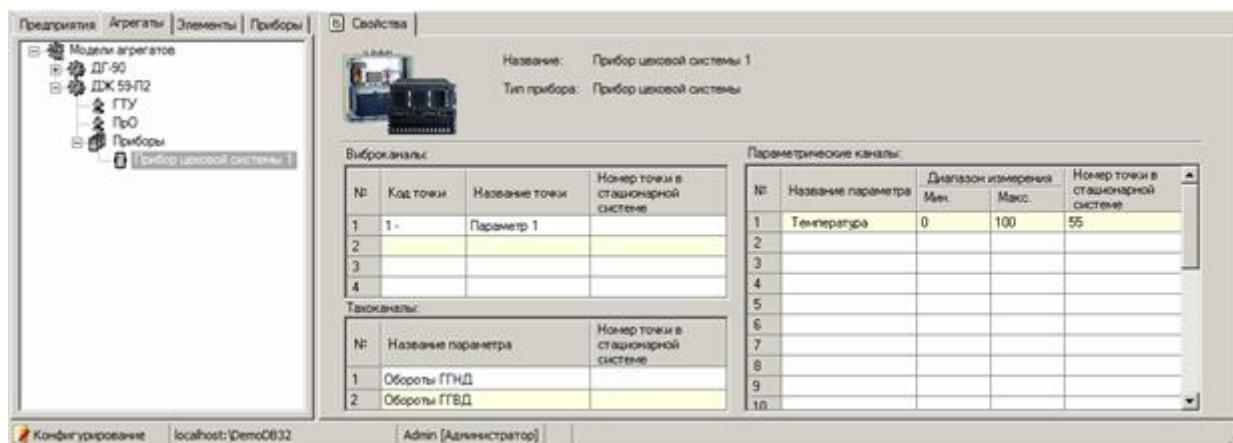 Предприятия Агрегаты Элементы Приборы
Модели агрегатов
ДГ-90
ДЖ 59-П2
ГТУ
ПрО
Приборы
Прибор цеховой системы 1
Свойства
Название: Прибор цеховой системы 1
Тип прибора: Прибор цеховой системы
Виброканалы:
№ Код точки Название точки Номер точки в стационарной системе
1 1 - Параметр 1
2
3
4
Тахоканалы:
№ Название параметра Номер точки в стационарной системе
1 Обороты ГГНД
2 Обороты ГГВД
Параметрические каналы:
№ Название параметра Диапазон измерения Номер точки в стационарной системе
Мин. Макс.
1 Температура 0 100 55
2
3
4
5
6
7
8
9
10
Конфигурирование localhost:\DemoDB32 Admin [Администратор]